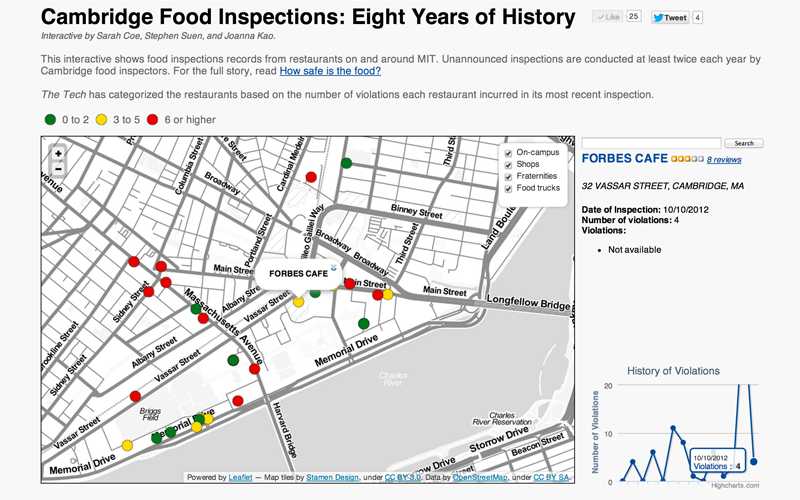 Cambridge Food Inspections: Eight Years of History
Like 25
Tweet 4
Interactive by Sarah Coe, Stephen Suen, and Joanna Kao.
This interactive shows food inspections records from restaurants on and around MIT. Unannounced inspections are conducted at least twice each year by
Cambridge food inspectors. For the full story, read How safe is the food?
The Tech has categorized the restaurants based on the number of violations each restaurant incurred in its most recent inspection.
0 to 2
3 to 5
6 or higher
+
−
On-campus
Shops
Fraternities
Food trucks
Columbia Street
Cardinal Medeir
Third St
Broadway
Binney Street
Portland Street
lileo Galilei Way
Third Street
Land Boule
Broadway
Broadway
Main Stree
FORBES CAFE
Main Street
Main Street
Longfellow Bridge
Sidney Street
Massachusetts Avenue
Albany Stre
Vassar Street
Albany Street
Vassar Street
rookline Street
Sidney Street
Memorial Drive
Charles
River
Briggs
Field
Memorial Drive
Harvard Bridge
Charles
River Reservation
Storrow Drive
Beacon Street
Vassar Street
Memorial Drive
Powered by Leaflet — Map tiles by Stamen Design, under CC BY 3.0. Data by OpenStreetMap, under CC BY SA.
Search
FORBES CAFE 8 reviews
32 VASSAR STREET, CAMBRIDGE, MA
Date of Inspection: 10/10/2012
Number of violations: 4
Violations:
• Not available
History of Violations
Number of Violations
20
10
0
10/10/2012
Violations : 4
Highcharts.com